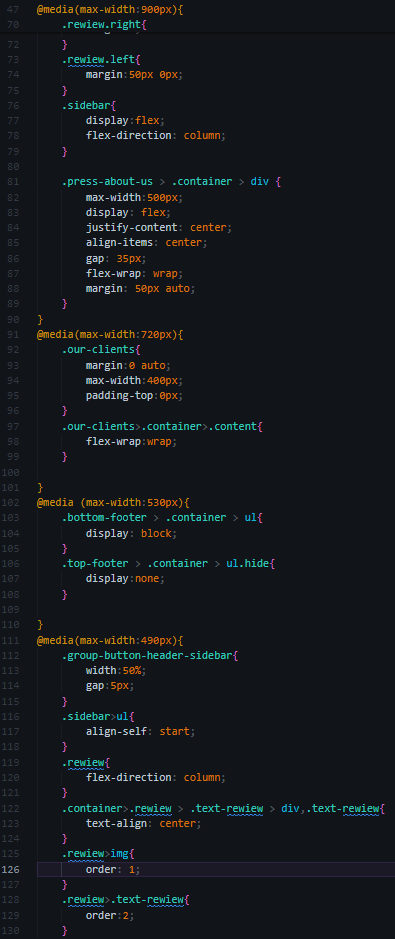 47 @media(max-width:900px){
70 .rewiew.right{
72 }
73 .rewiew.left{
74 margin:50px 0px;
75 }
76 .sidebar{
77 display:flex;
78 flex-direction: column;
79 }
80
81 .press-about-us > .container > div {
82 max-width:500px;
83 display: flex;
84 justify-content: center;
85 align-items: center;
86 gap: 35px;
87 flex-wrap: wrap;
88 margin: 50px auto;
89 }
90 }
91 @media(max-width:720px){
92 .our-clients{
93 margin:0 auto;
94 max-width:400px;
95 padding-top:0px;
96 }
97 .our-clients>.container>.content{
98 flex-wrap:wrap;
99 }
100
101 }
102 @media (max-width:530px){
103 .bottom-footer > .container > ul{
104 display: block;
105 }
106 .top-footer > .container > ul.hide{
107 display:none;
108 }
109
110 }
111 @media(max-width:490px){
112 .group-button-header-sidebar{
113 width:50%;
114 gap:5px;
115 }
116 .sidebar>ul{
117 align-self: start;
118 }
119 .rewiew{
120 flex-direction: column;
121 }
122 .container>.rewiew > .text-rewiew > div,.text-rewiew{
123 text-align: center;
124 }
125 .rewiew>img{
126 order: 1;
127 }
128 .rewiew>.text-rewiew{
129 order:2;
130 }